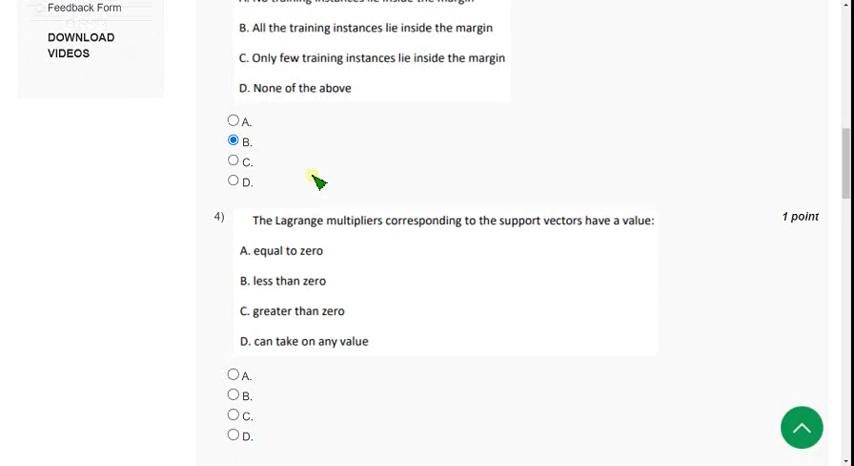 Feedback Form
DOWNLOAD
VIDEOS
B. All the training instances lie inside the margin
C. Only few training instances lie inside the margin
D. None of the above
A.
B.
C.
D.
4)
The Lagrange multipliers corresponding to the support vectors have a value:
1 point
A. equal to zero
B. less than zero
C. greater than zero
D. can take on any value
A.
B.
C.
D.